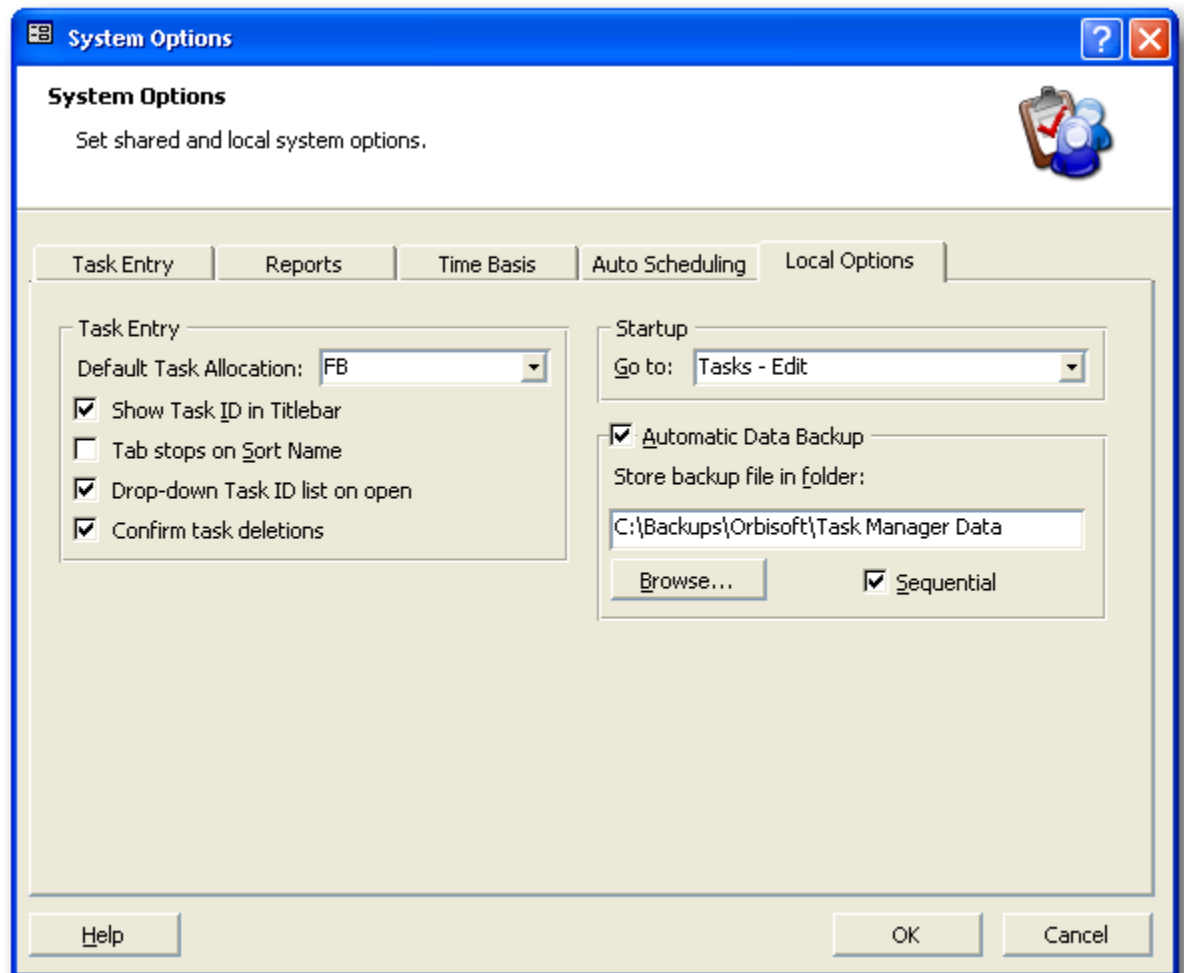 System Options
?
X
System Options
Set shared and local system options.
Task Entry
Reports
Time Basis
Auto Scheduling
Local Options
Task Entry
Default Task Allocation:
FB
Show Task ID in Titlebar
Tab stops on Sort Name
Drop-down Task ID list on open
Confirm task deletions
Startup
Go to:
Tasks - Edit
Automatic Data Backup
Store backup file in folder:
C:\Backups\Orbisoft\Task Manager Data
Browse...
Sequential
Help
OK
Cancel